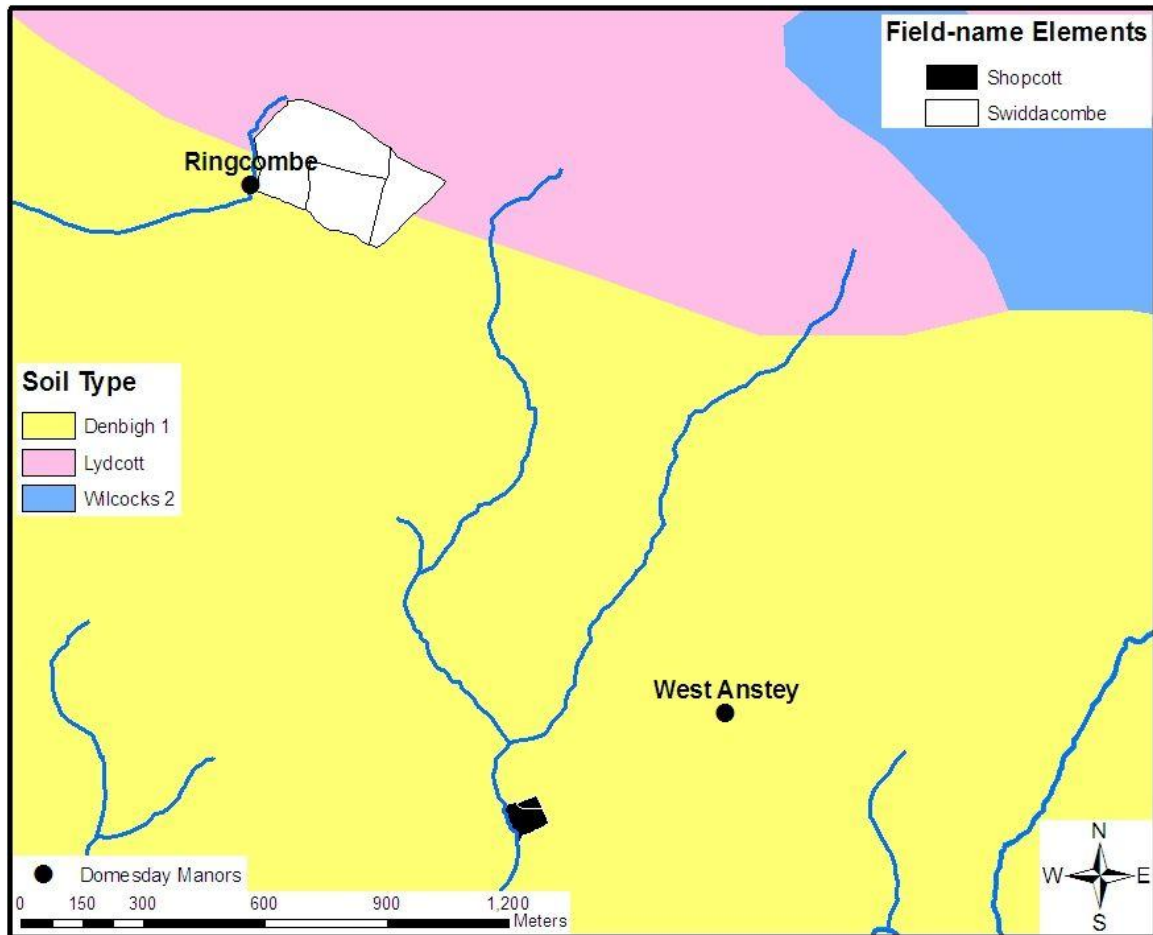 Field-name Elements
Shopcott
Swiddacombe
Ringcombe
Soil Type
Denbigh 1
Lydcott
Wilcocks 2
West Anstey
Domesday Manors
0 150 300 600 900 1,200
Meters
N
W E
S